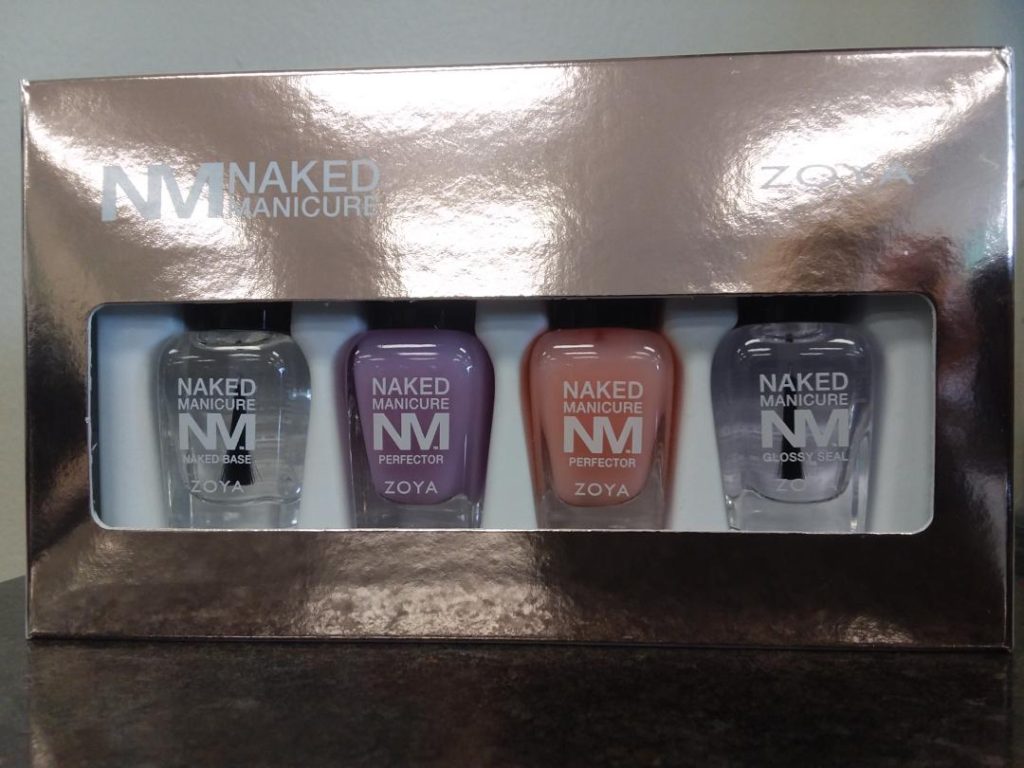 NM NAKED
MANICURE
ZOYA
NAKED
MANICURE
NM
NAKED BASE
ZOYA
NAKED
MANICURE
NM
PERFECTOR
ZOYA
NAKED
MANICURE
NM
PERFECTOR
ZOYA
NAKED
MANICURE
NM
GLOSSY SEAL